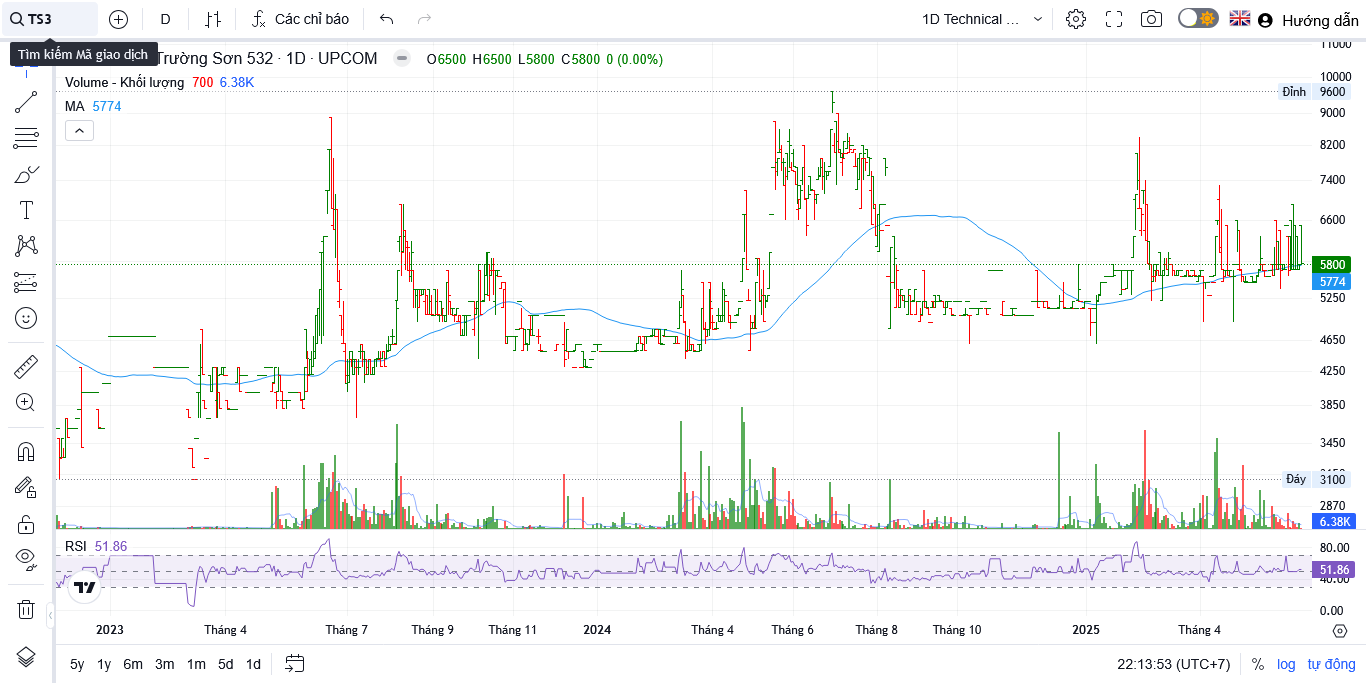 TS3
D
Các chỉ báo
1D Technical ...
Hướng dẫn
Tìm kiếm Mã giao dịch
Trường Sơn 532 · 1D · UPCOM
O6500 H6500 L5800 C5800 0 (0.00%)
Volume - Khối lượng 700 6.38K
MA 5774
11000
10000
Đỉnh 9600
9000
8200
7400
6600
5800
5774
5250
4650
4250
3850
3450
3150
Đáy 3100
2870
6.38K
RSI 51.86
80.00
51.86
40.00
0.00
2023 Tháng 4 Tháng 7 Tháng 9 Tháng 11 2024 Tháng 4 Tháng 6 Tháng 8 Tháng 10 2025 Tháng 4
5y 1y 6m 3m 1m 5d 1d
22:13:53 (UTC+7) % log tự động